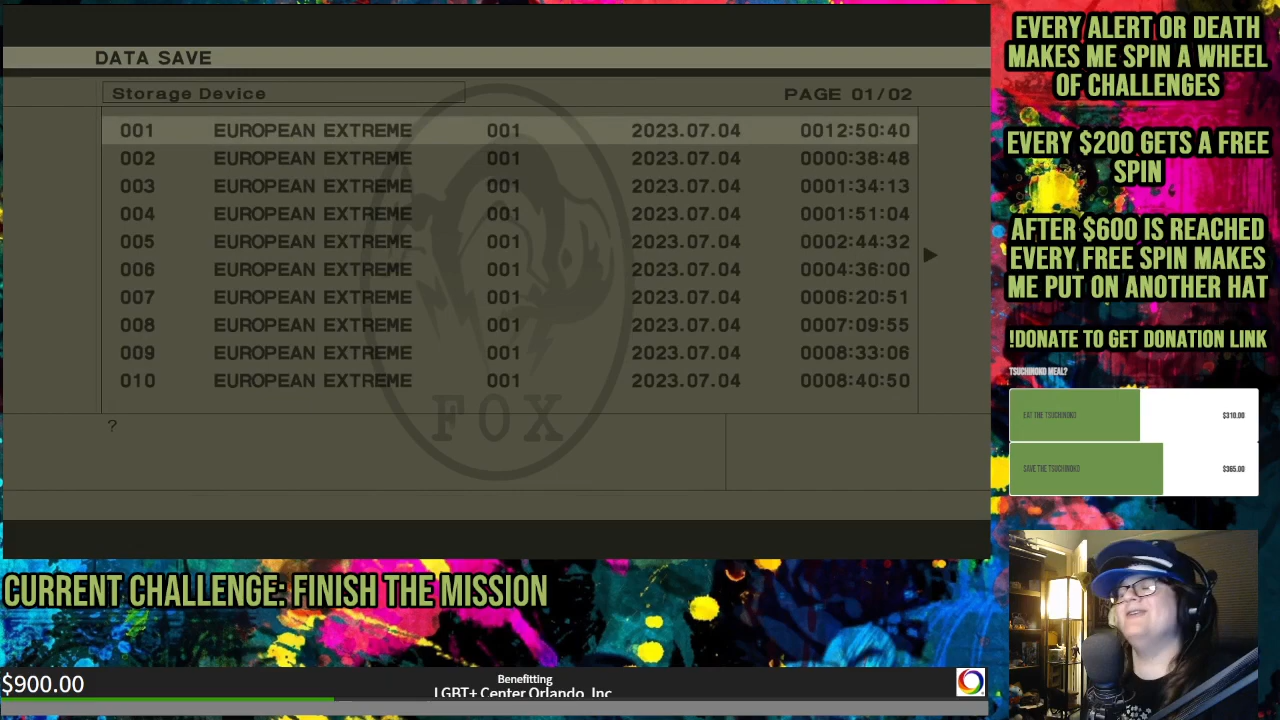 DATA SAVE
Storage Device PAGE 01/02
001 EUROPEAN EXTREME 001 2023.07.04 0012:50:40
002 EUROPEAN EXTREME 001 2023.07.04 0000:38:48
003 EUROPEAN EXTREME 001 2023.07.04 0001:34:13
004 EUROPEAN EXTREME 001 2023.07.04 0001:51:04
005 EUROPEAN EXTREME 001 2023.07.04 0002:44:32
006 EUROPEAN EXTREME 001 2023.07.04 0004:36:00
007 EUROPEAN EXTREME 001 2023.07.04 0006:20:51
008 EUROPEAN EXTREME 001 2023.07.04 0007:09:55
009 EUROPEAN EXTREME 001 2023.07.04 0008:33:06
010 EUROPEAN EXTREME 001 2023.07.04 0008:40:50
FOX
?
EVERY ALERT OR DEATH
MAKES ME SPIN A WHEEL
OF CHALLENGES
EVERY $200 GETS A FREE
SPIN
AFTER $600 IS REACHED
EVERY FREE SPIN MAKES
ME PUT ON ANOTHER HAT
!DONATE TO GET DONATION LINK
TSUCHINOKO MEAL?
EAT THE TSUCHINOKO $310.00
SAVE THE TSUCHINOKO $365.00
CURRENT CHALLENGE: FINISH THE MISSION
$900.00
Benefitting
LGBT+ Center Orlando, Inc